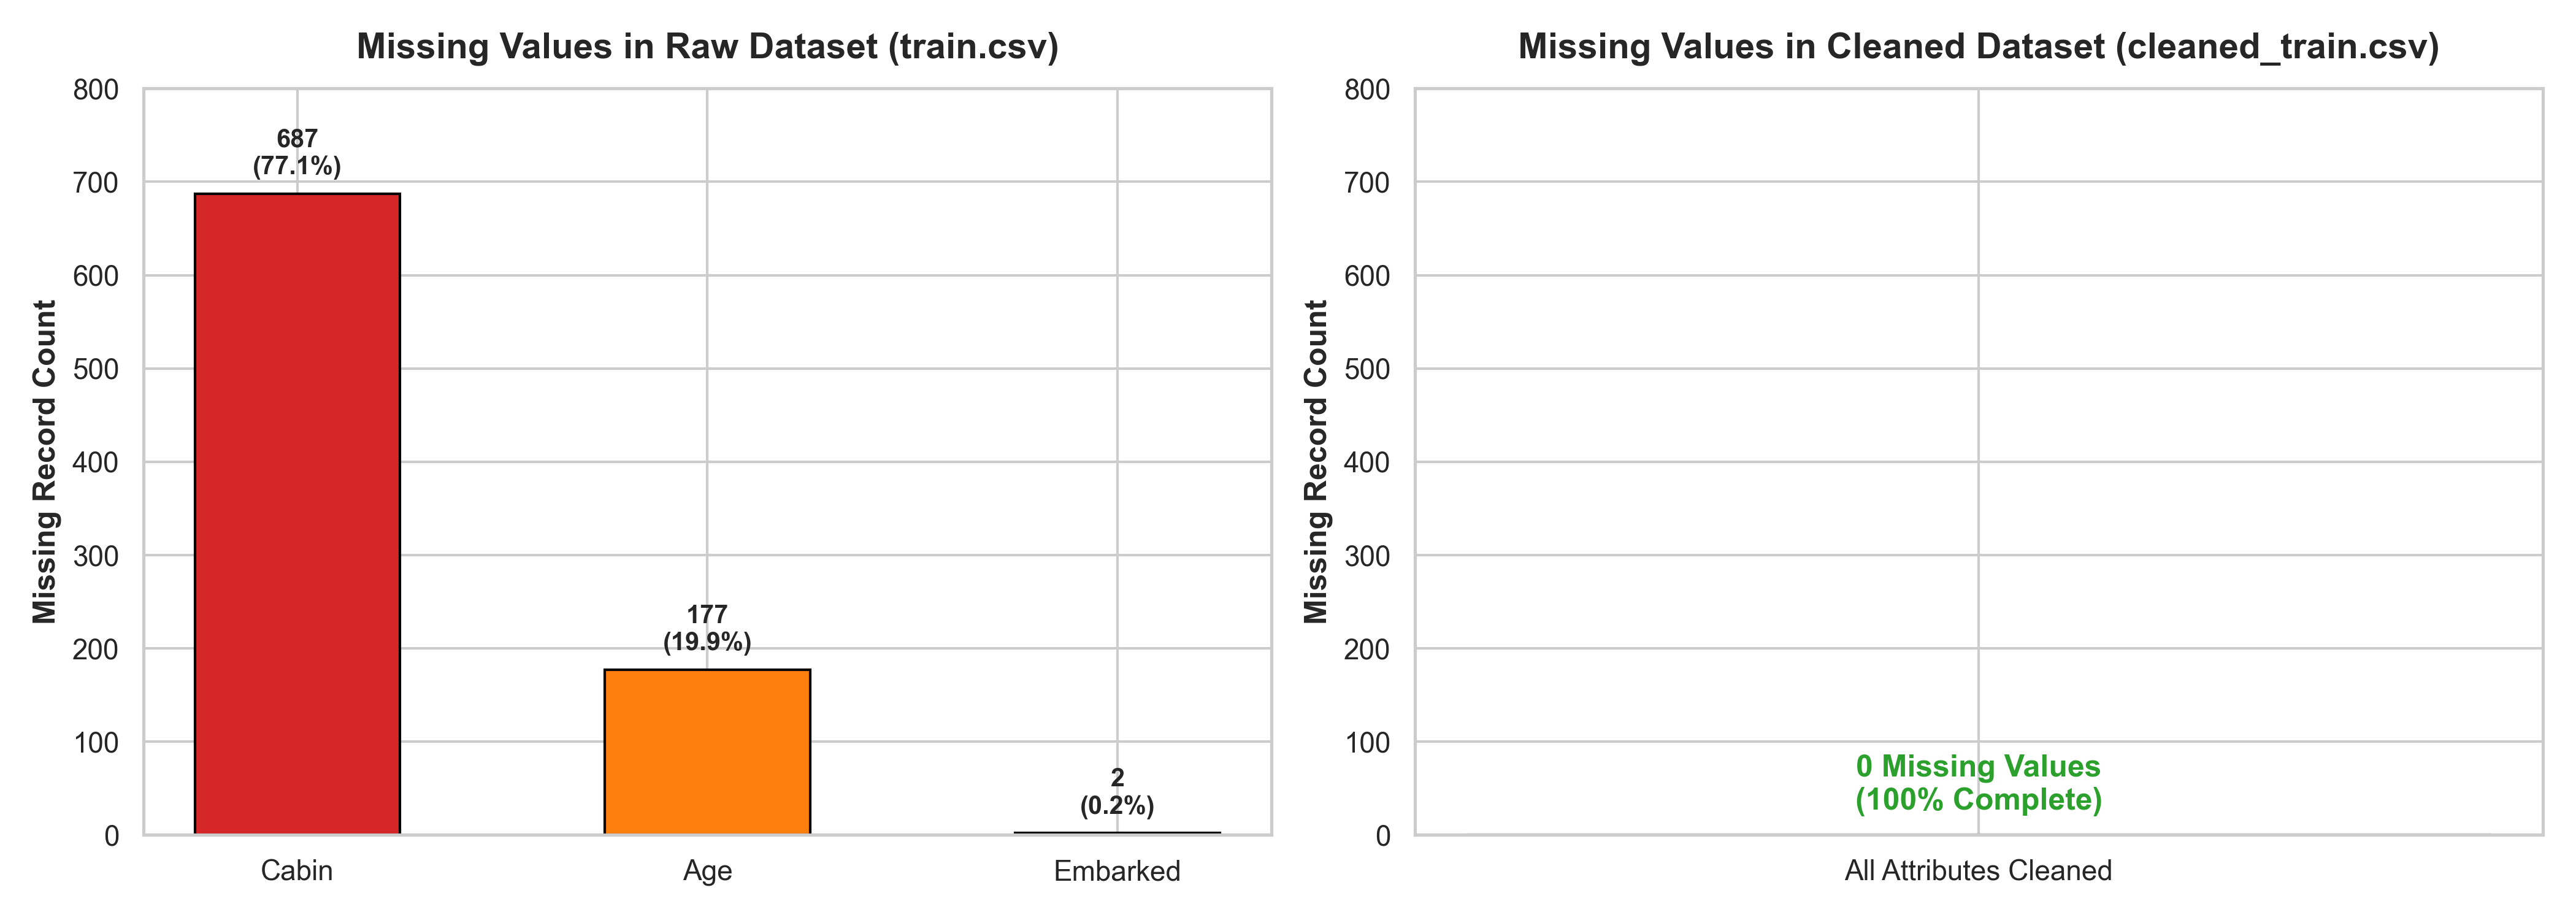 Missing Values in Raw Dataset (train.csv)
Missing Record Count
800
700
600
500
400
300
200
100
0
687
(77.1%)
177
(19.9%)
2
(0.2%)
Cabin
Age
Embarked
Missing Values in Cleaned Dataset (cleaned_train.csv)
Missing Record Count
800
700
600
500
400
300
200
100
0
0 Missing Values
(100% Complete)
All Attributes Cleaned